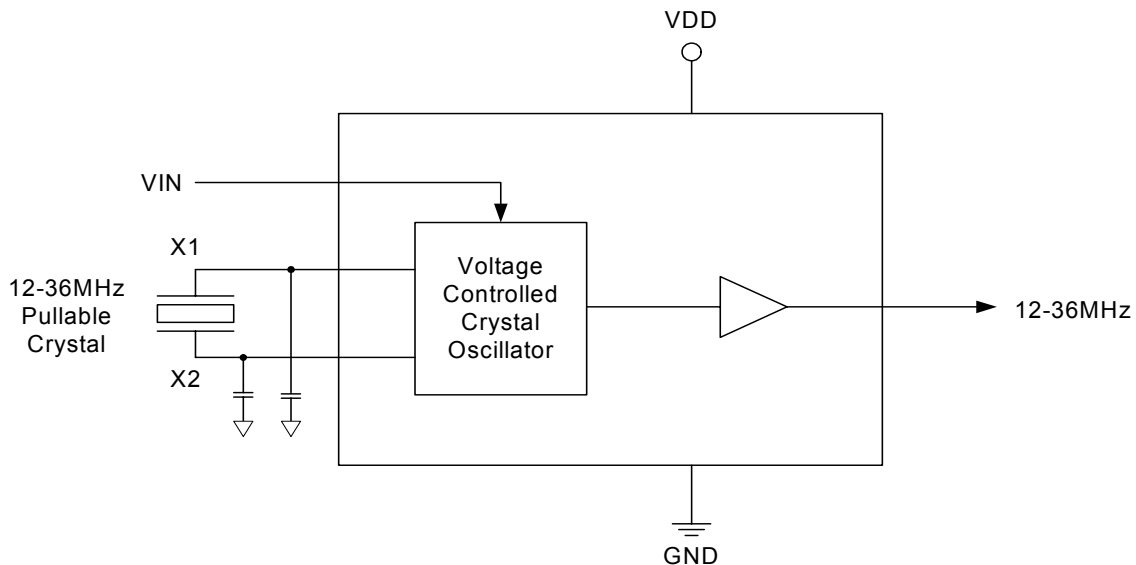 VDD
VIN
X1
12-36MHz
Pullable
Crystal
X2
Voltage
Controlled
Crystal
Oscillator
12-36MHz
GND